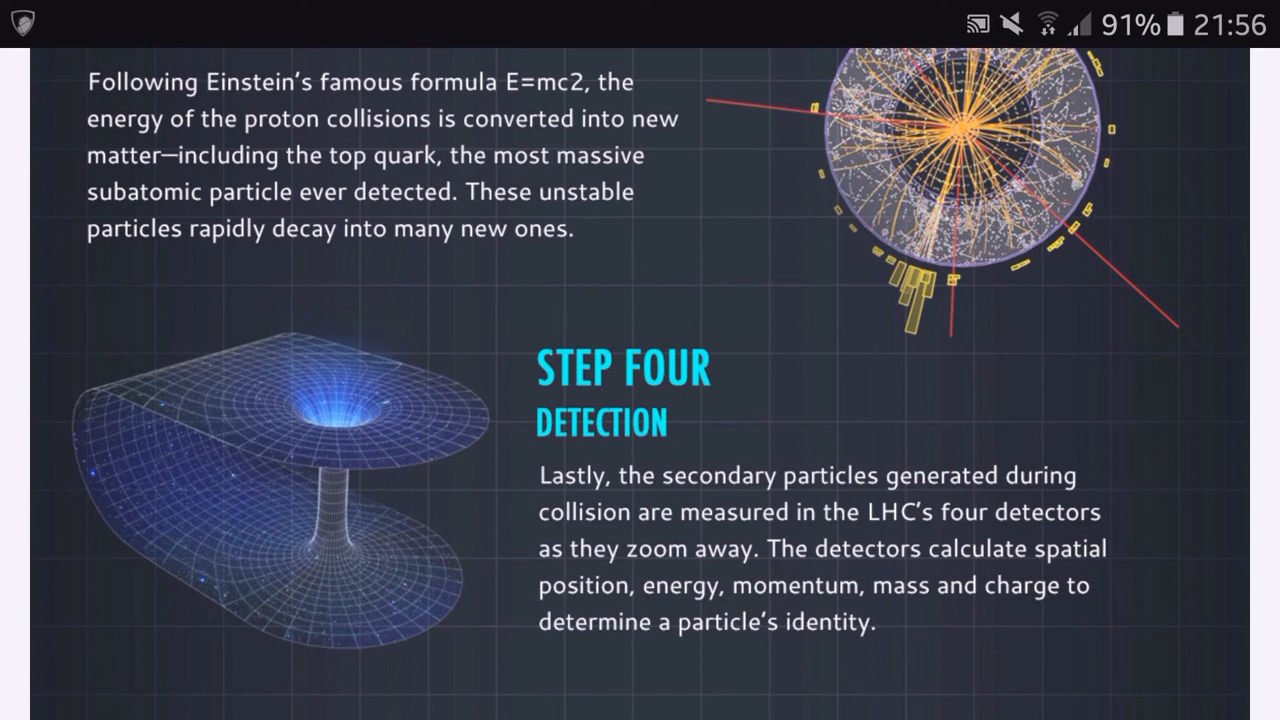 91% 21:56
Following Einstein's famous formula E=mc2, the
energy of the proton collisions is converted into new
matter—including the top quark, the most massive
subatomic particle ever detected. These unstable
particles rapidly decay into many new ones.
STEP FOUR
DETECTION
Lastly, the secondary particles generated during
collision are measured in the LHC's four detectors
as they zoom away. The detectors calculate spatial
position, energy, momentum, mass and charge to
determine a particle's identity.